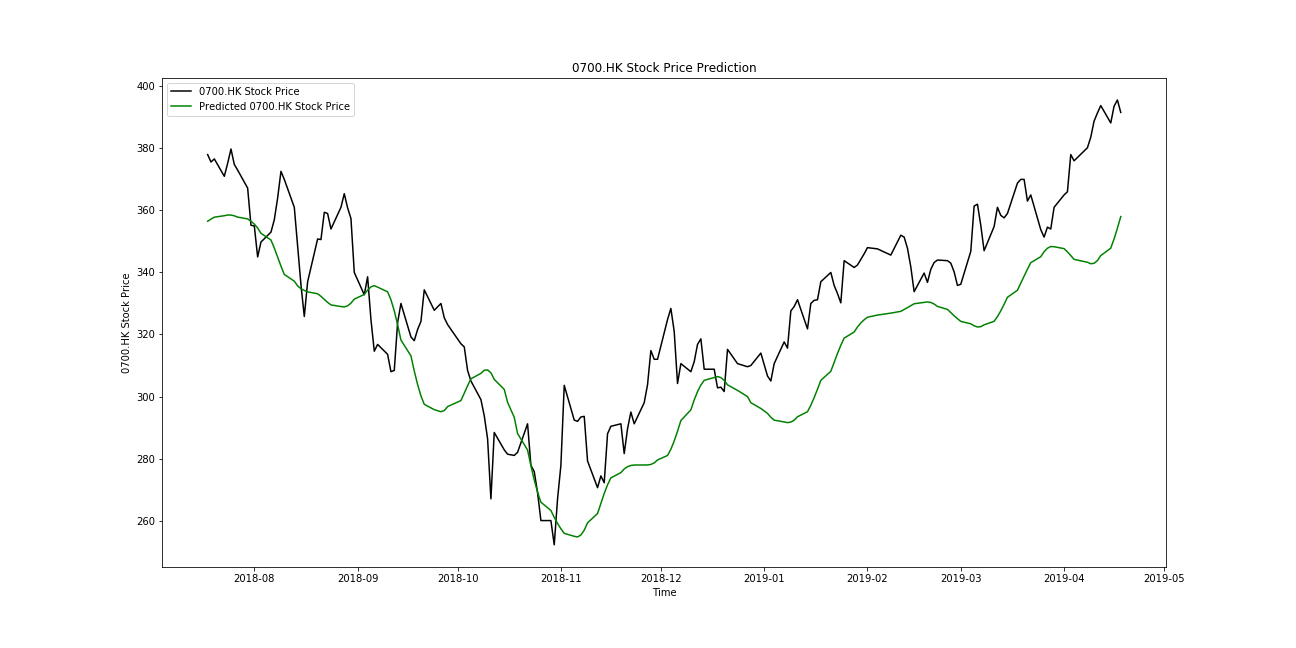 0700.HK Stock Price Prediction
0700.HK Stock Price
Predicted 0700.HK Stock Price
400
380
360
340
320
300
280
260
0700.HK Stock Price
2018-08 2018-09 2018-10 2018-11 2018-12 2019-01 2019-02 2019-03 2019-04 2019-05
Time